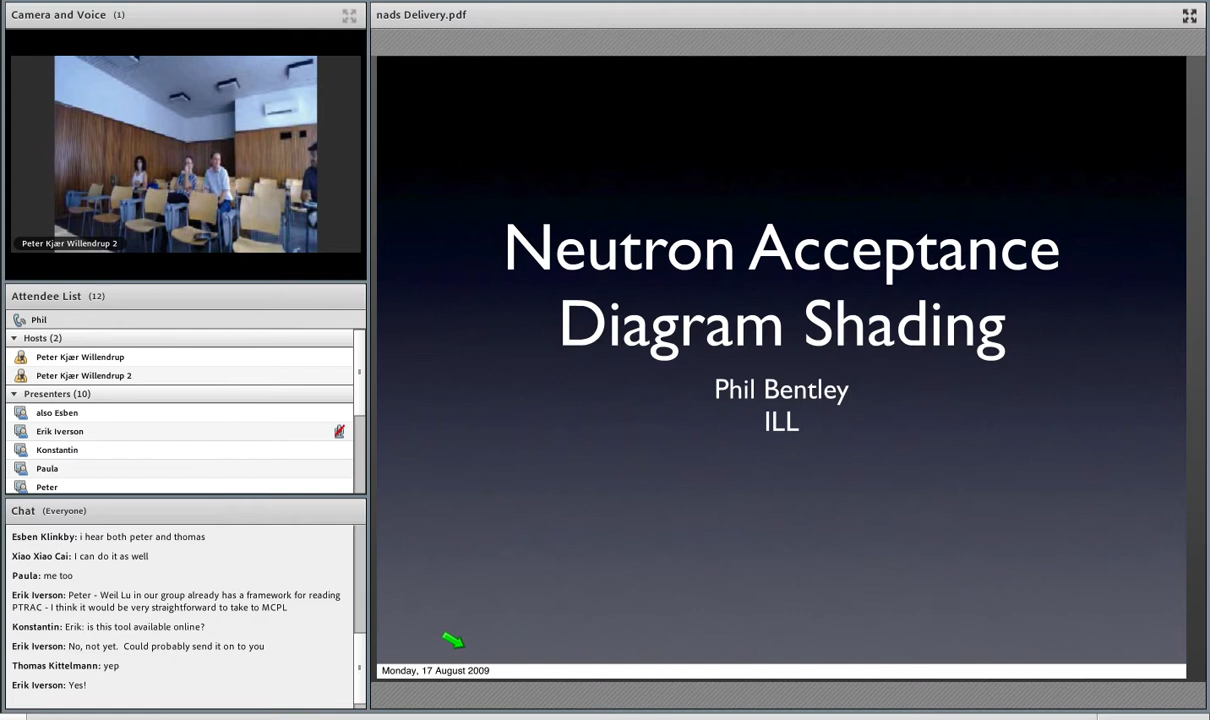 Camera and Voice (1)
Peter Kjær Willendrup 2
Attendee List (12)
Phil
Hosts (2)
Peter Kjær Willendrup
Peter Kjær Willendrup 2
Presenters (10)
also Esben
Erik Iverson
Konstantin
Paula
Peter
Chat (Everyone)
Esben Klinkby: i hear both peter and thomas
Xiao Xiao Cai: I can do it as well
Paula: me too
Erik Iverson: Peter - Weil Lu in our group already has a framework for reading
PTRAC - I think it would be very straightforward to take to MCPL
Konstantin: Erik: is this tool available online?
Erik Iverson: No, not yet. Could probably send it on to you
Thomas Kittelmann: yep
Erik Iverson: Yes!
nads Delivery.pdf
Neutron Acceptance
Diagram Shading
Phil Bentley
ILL
Monday, 17 August 2009